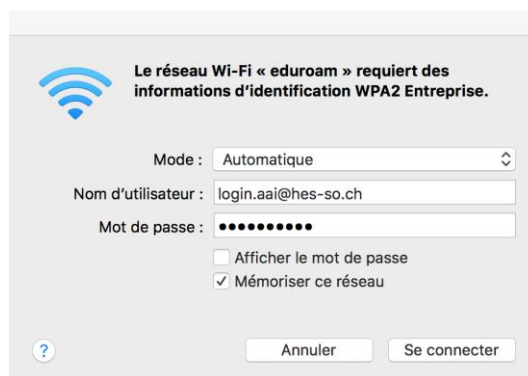 Le réseau Wi-Fi « eduroam » requiert des
informations d'identification WPA2 Entreprise.
Mode : Automatique
Nom d'utilisateur : login.aai@hes-so.ch
Mot de passe : ••••••••••
Afficher le mot de passe
Mémoriser ce réseau
? Annuler Se connecter